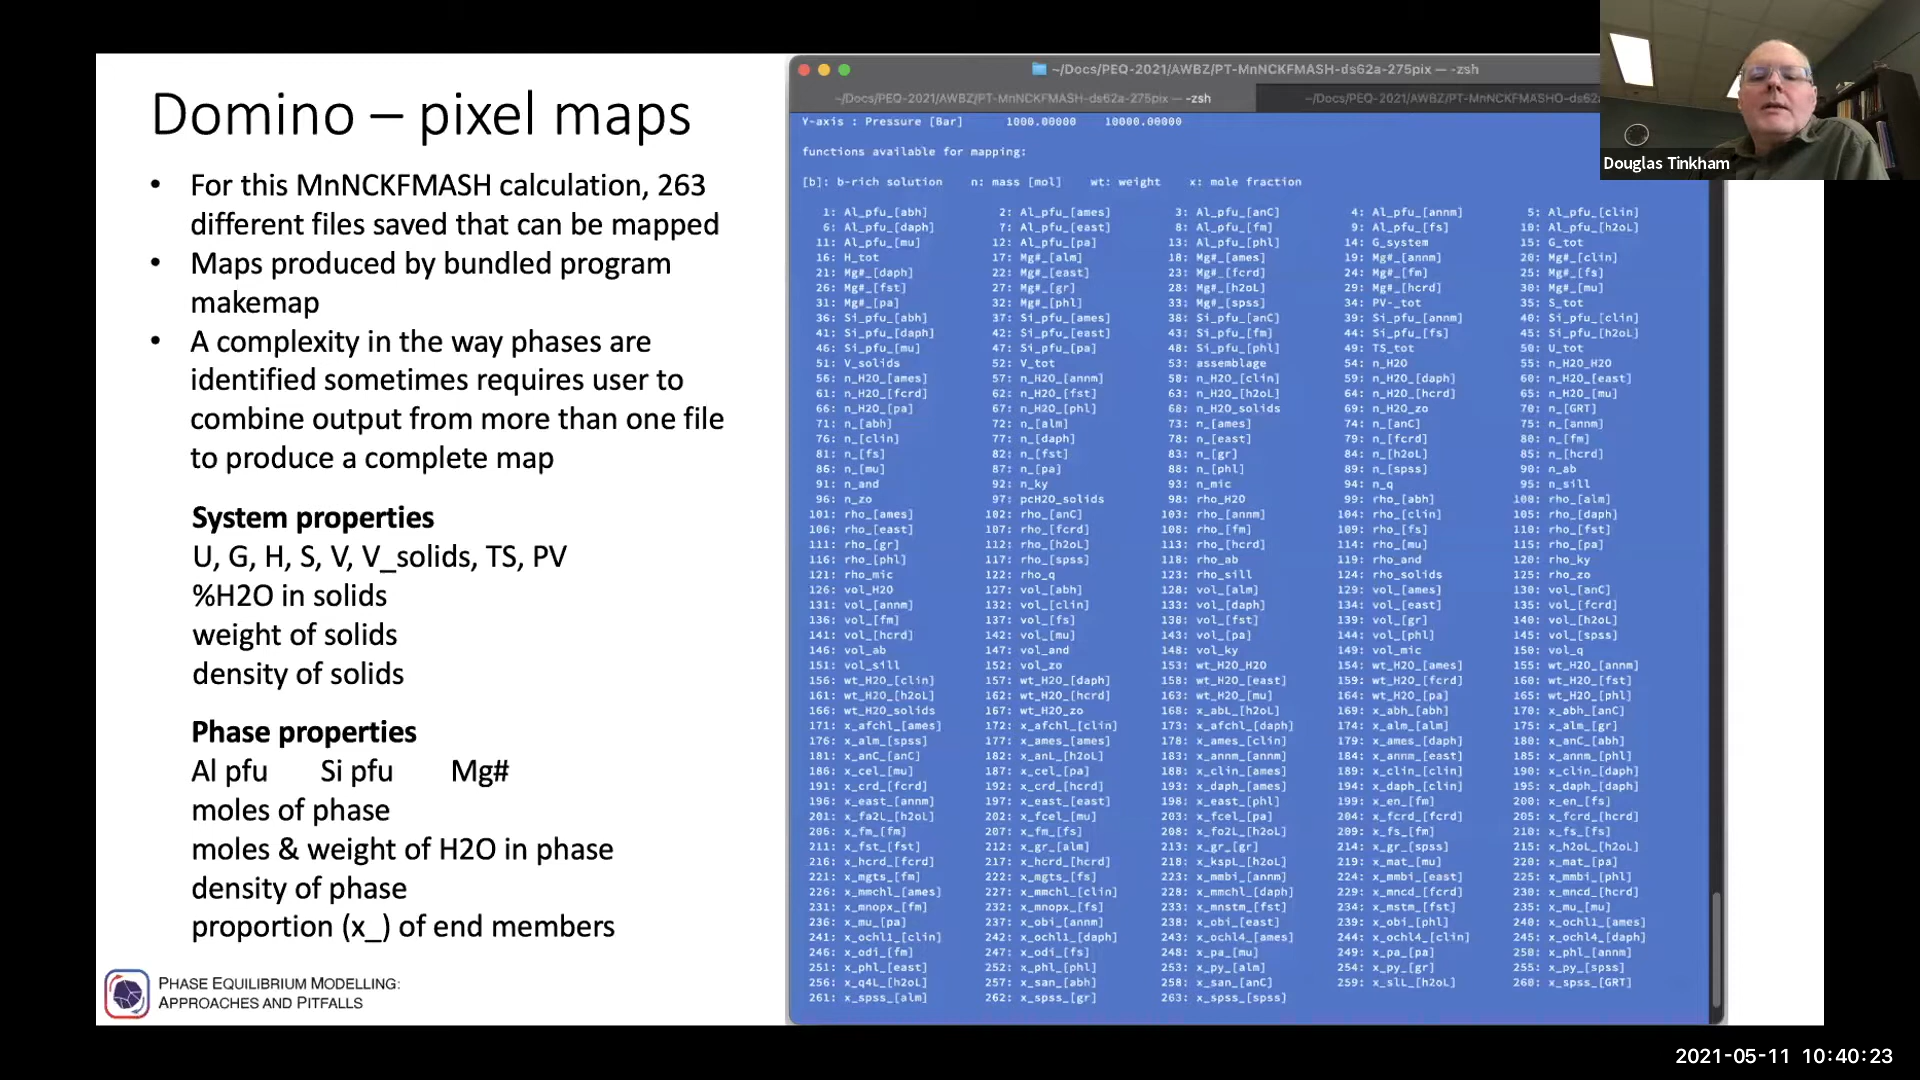 Domino – pixel maps
• For this MnNCKFMASH calculation, 263
different files saved that can be mapped
• Maps produced by bundled program
makemap
• A complexity in the way phases are
identified sometimes requires user to
combine output from more than one file
to produce a complete map
System properties
U, G, H, S, V, V_solids, TS, PV
%H2O in solids
weight of solids
density of solids
Phase properties
Al pfu Si pfu Mg#
moles of phase
moles & weight of H2O in phase
density of phase
proportion (x_) of end members
PHASE EQUILIBRIUM MODELLING:
APPROACHES AND PITFALLS
~/Docs/PEQ-2021/AWBZ/PT-MnNCKFMASH-ds62a-275pix — -zsh
~/Docs/PEQ-2021/AWBZ/PT-MnNCKFMASH-ds62a-275pix — -zsh ~/Docs/PEQ-2021/AWBZ/PT-MnNCKFMASHO-ds62
Y-axis : Pressure [Bar] 1000.00000 10000.00000
functions available for mapping:
[b]: b-rich solution n: mass [mol] wt: weight x: mole fraction
1: Al_pfu_[abh] 2: Al_pfu_[ames] 3: Al_pfu_[anC] 4: Al_pfu_[annm] 5: Al_pfu_[clin]
6: Al_pfu_[daph] 7: Al_pfu_[east] 8: Al_pfu_[fm] 9: Al_pfu_[fs] 10: Al_pfu_[h2oL]
11: Al_pfu_[mu] 12: Al_pfu_[pa] 13: Al_pfu_[phl] 14: G_system 15: G_tot
16: H_tot 17: Mg#_[alm] 18: Mg#_[ames] 19: Mg#_[annm] 20: Mg#_[clin]
21: Mg#_[daph] 22: Mg#_[east] 23: Mg#_[fcrd] 24: Mg#_[fm] 25: Mg#_[fs]
26: Mg#_[fst] 27: Mg#_[gr] 28: Mg#_[h2oL] 29: Mg#_[hcrd] 30: Mg#_[mu]
31: Mg#_[pa] 32: Mg#_[phl] 33: Mg#_[spss] 34: PV-_tot 35: S_tot
36: Si_pfu_[abh] 37: Si_pfu_[ames] 38: Si_pfu_[anC] 39: Si_pfu_[annm] 40: Si_pfu_[clin]
41: Si_pfu_[daph] 42: Si_pfu_[east] 43: Si_pfu_[fm] 44: Si_pfu_[fs] 45: Si_pfu_[h2oL]
46: Si_pfu_[mu] 47: Si_pfu_[pa] 48: Si_pfu_[phl] 49: TS_tot 50: U_tot
51: V_solids 52: V_tot 53: assemblage 54: n_H2O 55: n_H2O_H2O
56: n_H2O_[ames] 57: n_H2O_[annm] 58: n_H2O_[clin] 59: n_H2O_[daph] 60: n_H2O_[east]
61: n_H2O_[fcrd] 62: n_H2O_[fst] 63: n_H2O_[h2oL] 64: n_H2O_[hcrd] 65: n_H2O_[mu]
66: n_H2O_[pa] 67: n_H2O_[phl] 68: n_H2O_solids 69: n_H2O_zo 70: n_[GRT]
71: n_[abh] 72: n_[alm] 73: n_[ames] 74: n_[anC] 75: n_[annm]
76: n_[clin] 77: n_[daph] 78: n_[east] 79: n_[fcrd] 80: n_[fm]
81: n_[fs] 82: n_[fst] 83: n_[gr] 84: n_[h2oL] 85: n_[hcrd]
86: n_[mu] 87: n_[pa] 88: n_[phl] 89: n_[spss] 90: n_ab
91: n_and 92: n_ky 93: n_mic 94: n_q 95: n_sill
96: n_zo 97: pcH2O_solids 98: rho_H2O 99: rho_[abh] 100: rho_[alm]
101: rho_[ames] 102: rho_[anC] 103: rho_[annm] 104: rho_[clin] 105: rho_[daph]
106: rho_[east] 107: rho_[fcrd] 108: rho_[fm] 109: rho_[fs] 110: rho_[fst]
111: rho_[gr] 112: rho_[h2oL] 113: rho_[hcrd] 114: rho_[mu] 115: rho_[pa]
116: rho_[phl] 117: rho_[spss] 118: rho_ab 119: rho_and 120: rho_ky
121: rho_mic 122: rho_q 123: rho_sill 124: rho_solids 125: rho_zo
126: vol_H2O 127: vol_[abh] 128: vol_[alm] 129: vol_[ames] 130: vol_[anC]
131: vol_[annm] 132: vol_[clin] 133: vol_[daph] 134: vol_[east] 135: vol_[fcrd]
136: vol_[fm] 137: vol_[fs] 138: vol_[fst] 139: vol_[gr] 140: vol_[h2oL]
141: vol_[hcrd] 142: vol_[mu] 143: vol_[pa] 144: vol_[phl] 145: vol_[spss]
146: vol_ab 147: vol_and 148: vol_ky 149: vol_mic 150: vol_q
151: vol_sill 152: vol_zo 153: wt_H2O_H2O 154: wt_H2O_[ames] 155: wt_H2O_[annm]
156: wt_H2O_[clin] 157: wt_H2O_[daph] 158: wt_H2O_[east] 159: wt_H2O_[fcrd] 160: wt_H2O_[fst]
161: wt_H2O_[h2oL] 162: wt_H2O_[hcrd] 163: wt_H2O_[mu] 164: wt_H2O_[pa] 165: wt_H2O_[phl]
166: wt_H2O_solids 167: wt_H2O_zo 168: x_abL_[h2oL] 169: x_abh_[abh] 170: x_abh_[anC]
171: x_afchl_[ames] 172: x_afchl_[clin] 173: x_afchl_[daph] 174: x_alm_[alm] 175: x_alm_[gr]
176: x_alm_[spss] 177: x_ames_[ames] 178: x_ames_[clin] 179: x_ames_[daph] 180: x_anC_[abh]
181: x_anC_[anC] 182: x_anL_[h2oL] 183: x_annm_[annm] 184: x_annm_[east] 185: x_annm_[phl]
186: x_cel_[mu] 187: x_cel_[pa] 188: x_clin_[ames] 189: x_clin_[clin] 190: x_clin_[daph]
191: x_crd_[fcrd] 192: x_crd_[hcrd] 193: x_daph_[ames] 194: x_daph_[clin] 195: x_daph_[daph]
196: x_east_[annm] 197: x_east_[east] 198: x_east_[phl] 199: x_en_[fm] 200: x_en_[fs]
201: x_fa2L_[h2oL] 202: x_fcel_[mu] 203: x_fcel_[pa] 204: x_fcrd_[fcrd] 205: x_fcrd_[hcrd]
206: x_fm_[fm] 207: x_fm_[fs] 208: x_fo2L_[h2oL] 209: x_fs_[fm] 210: x_fs_[fs]
211: x_fst_[fst] 212: x_gr_[alm] 213: x_gr_[gr] 214: x_gr_[spss] 215: x_h2oL_[h2oL]
216: x_hcrd_[fcrd] 217: x_hcrd_[hcrd] 218: x_kspL_[h2oL] 219: x_mat_[mu] 220: x_mat_[pa]
221: x_mgts_[fm] 222: x_mgts_[fs] 223: x_mmbi_[annm] 224: x_mmbi_[east] 225: x_mmbi_[phl]
226: x_mmchl_[ames] 227: x_mmchl_[clin] 228: x_mmchl_[daph] 229: x_mncd_[fcrd] 230: x_mncd_[hcrd]
231: x_mnopx_[fm] 232: x_mnopx_[fs] 233: x_mnstm_[fst] 234: x_mstm_[fst] 235: x_mu_[mu]
236: x_mu_[pa] 237: x_obi_[annm] 238: x_obi_[east] 239: x_obi_[phl] 240: x_ochl1_[ames]
241: x_ochl1_[clin] 242: x_ochl1_[daph] 243: x_ochl4_[ames] 244: x_ochl4_[clin] 245: x_ochl4_[daph]
246: x_odi_[fm] 247: x_odi_[fs] 248: x_pa_[mu] 249: x_pa_[pa] 250: x_phl_[annm]
251: x_phl_[east] 252: x_phl_[phl] 253: x_py_[alm] 254: x_py_[gr] 255: x_py_[spss]
256: x_q4L_[h2oL] 257: x_san_[abh] 258: x_san_[anC] 259: x_slL_[h2oL] 260: x_spss_[GRT]
261: x_spss_[alm] 262: x_spss_[gr] 263: x_spss_[spss]
Douglas Tinkham
2021-05-11 10:40:23